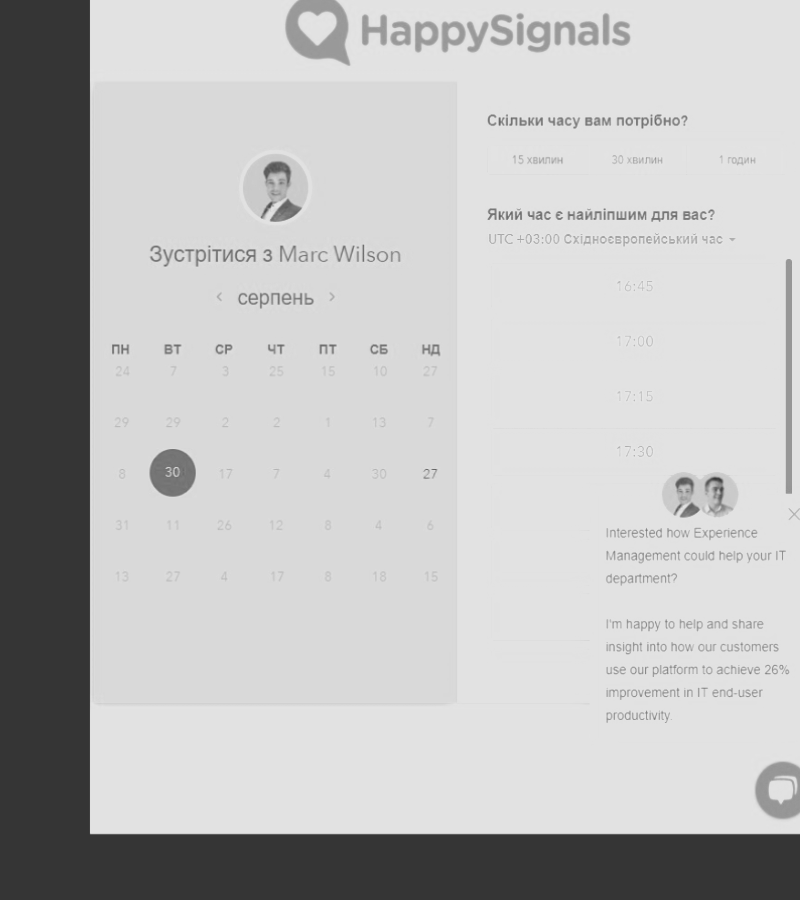 HappySignals
Зустрітися з Marc Wilson
серпень
ПН ВТ СР ЧТ ПТ СБ НД
24 7 3 25 15 10 27
29 29 2 2 1 13 7
8 30 17 7 4 30 27
31 11 26 12 8 4 6
13 27 4 17 8 18 15
Скільки часу вам потрібно?
15 хвилин 30 хвилин 1 годин
Який час є найліпшим для вас?
UTC +03:00 Східноєвропейський час
16:45
17:00
17:15
17:30
Interested how Experience
Management could help your IT
department?
I'm happy to help and share
insight into how our customers
use our platform to achieve 26%
improvement in IT end-user
productivity.